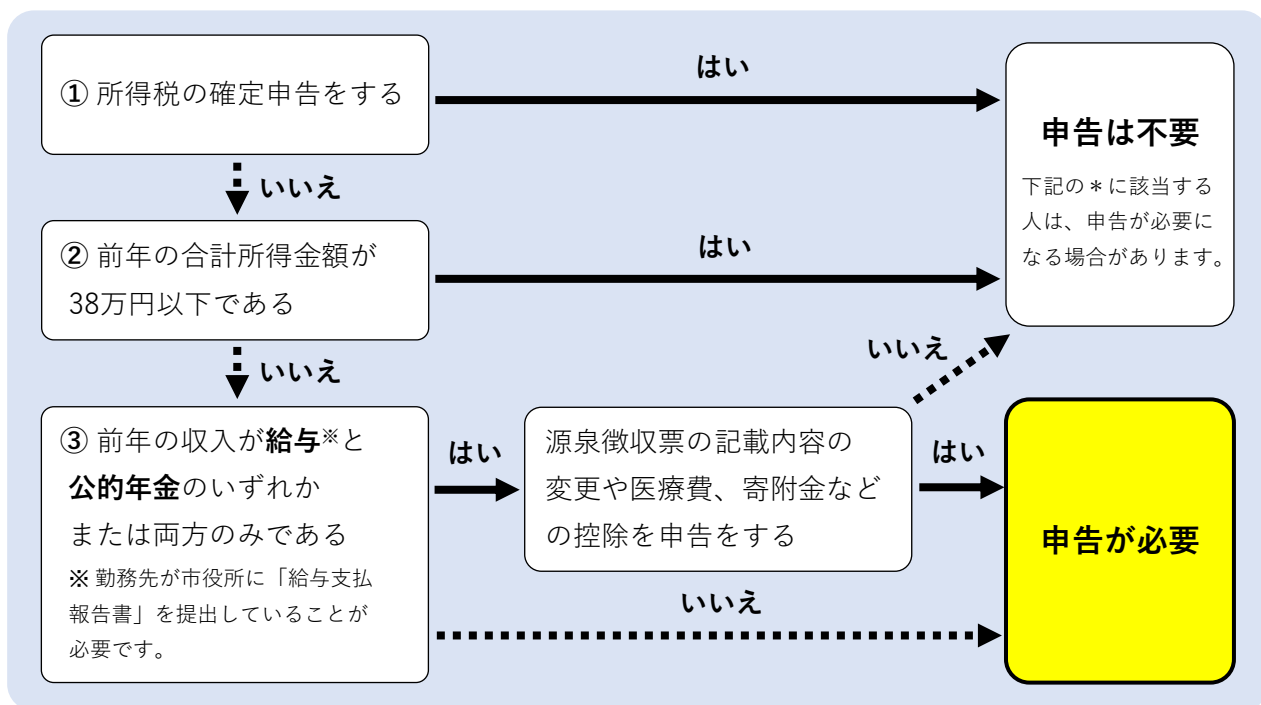 ① 所得税の確定申告をする
はい
申告は不要
下記の＊に該当する
人は、申告が必要に
なる場合があります。
いいえ
② 前年の合計所得金額が
38万円以下である
はい
いいえ
いいえ
③ 前年の収入が給与※と
公的年金のいずれか
または両方のみである
※ 勤務先が市役所に「給与支払
報告書」を提出していることが
必要です。
はい
源泉徴収票の記載内容の
変更や医療費、寄附金など
の控除を申告をする
はい
申告が必要
いいえ